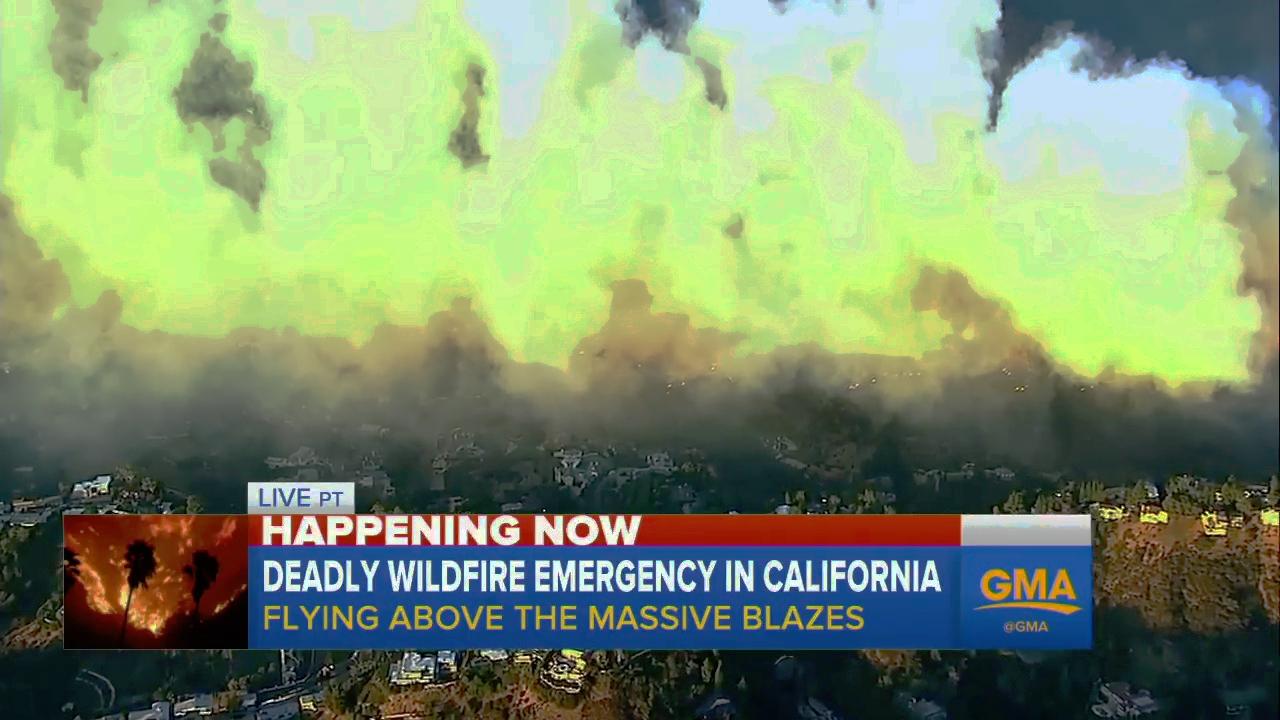 LIVE PT
HAPPENING NOW
DEADLY WILDFIRE EMERGENCY IN CALIFORNIA
FLYING ABOVE THE MASSIVE BLAZES
GMA
@GMA